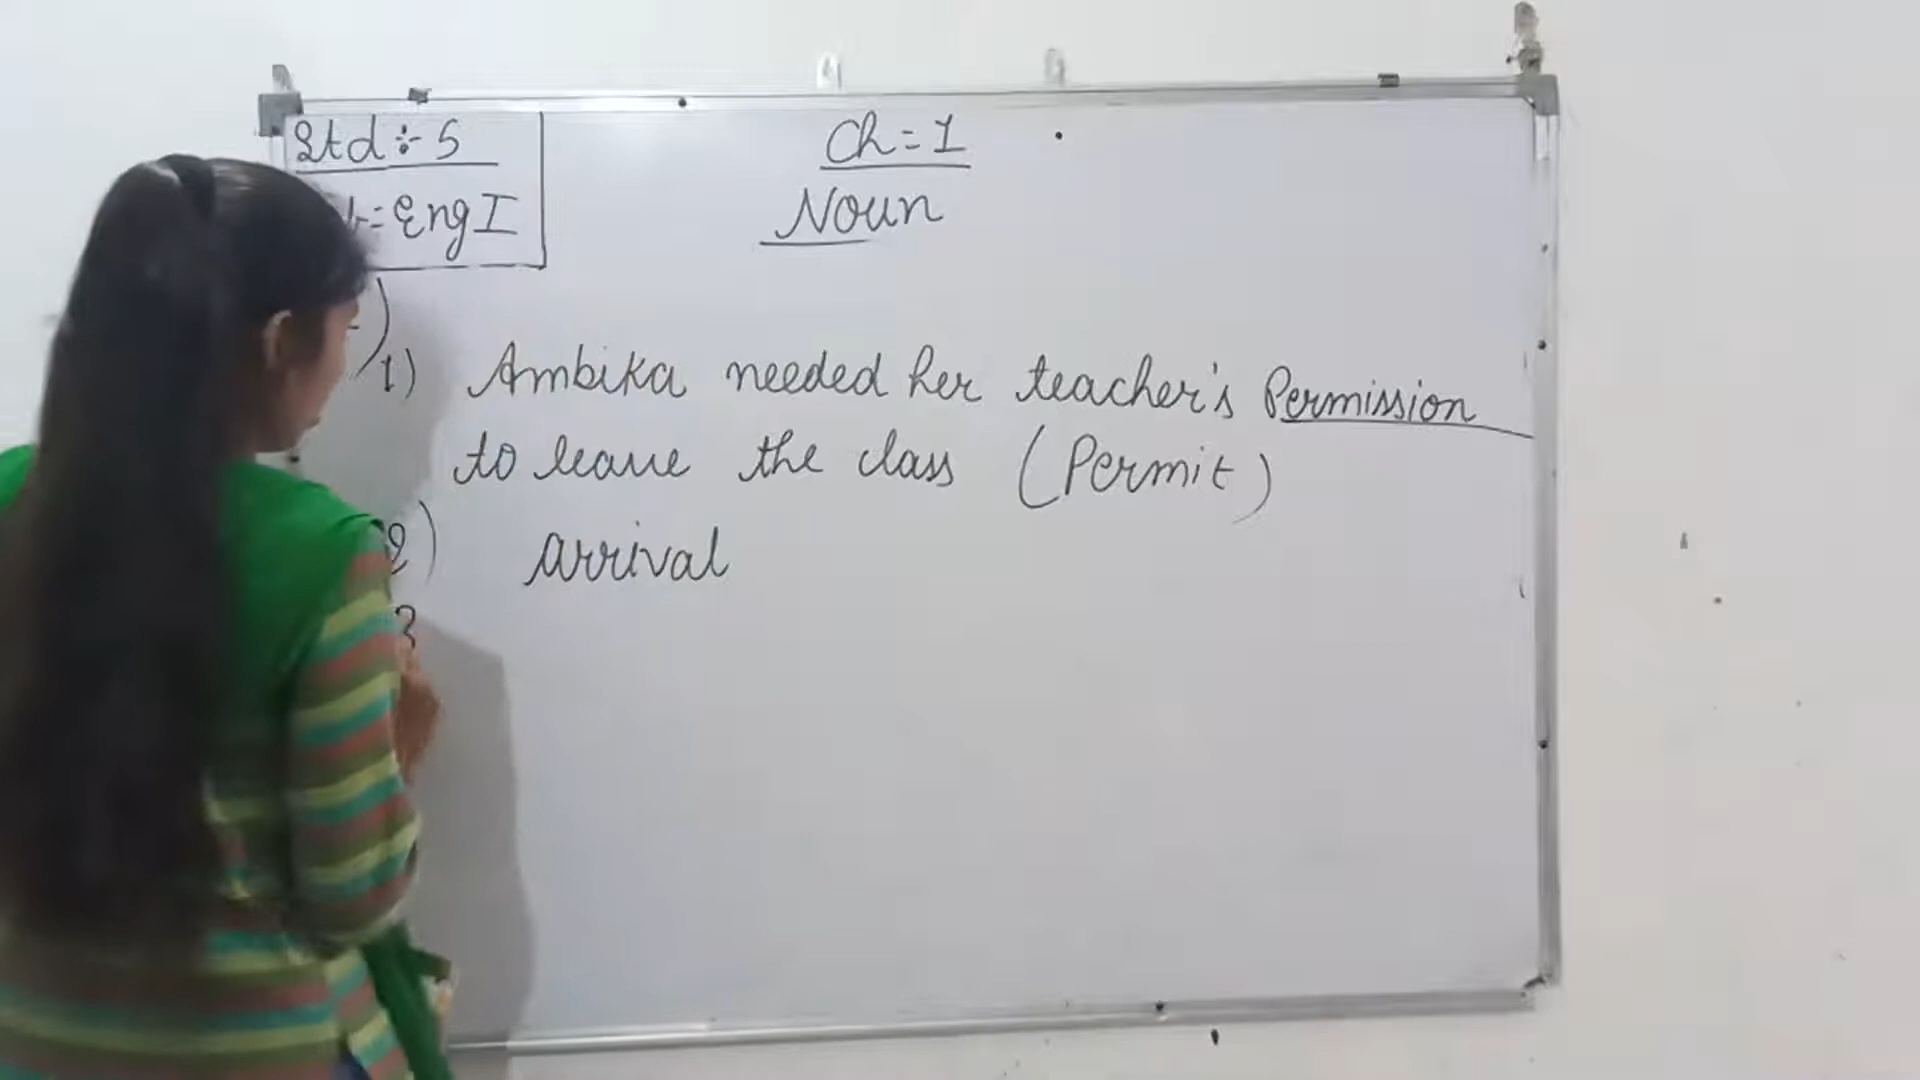 Std :- 5
Ch = 1
= Eng I
Noun
1) Ambika needed her teacher's Permission
to leave the class (Permit)
2) arrival
3